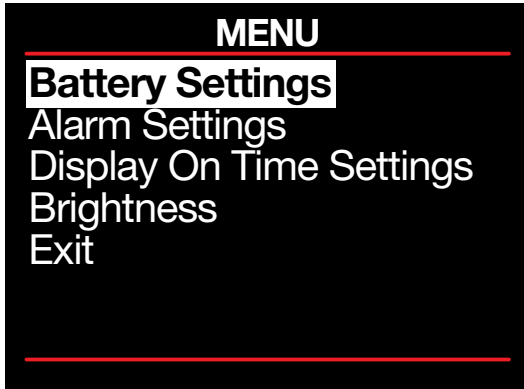 MENU
Battery Settings
Alarm Settings
Display On Time Settings
Brightness
Exit